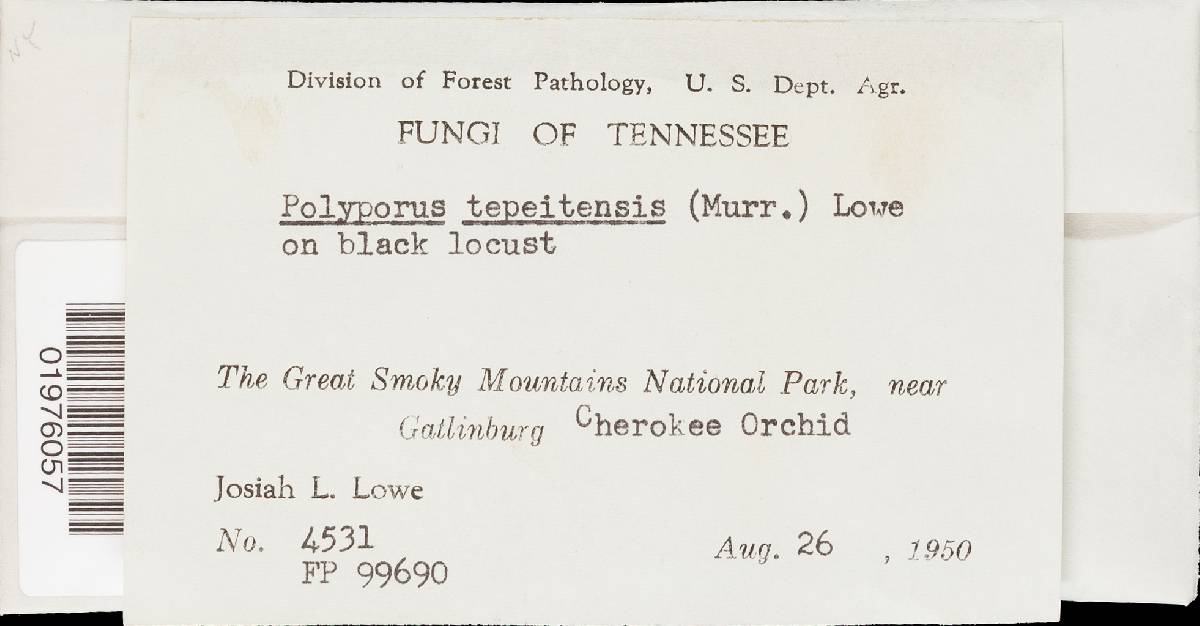 Division of Forest Pathology, U. S. Dept. Agr.
FUNGI OF TENNESSEE
Polyporus tepeitensis (Murr.) Lowe
on black locust
The Great Smoky Mountains National Park, near
Gatlinburg Cherokee Orchid
Josiah L. Lowe
No. 4531
Aug. 26 , 1950
FP 99690
01976057